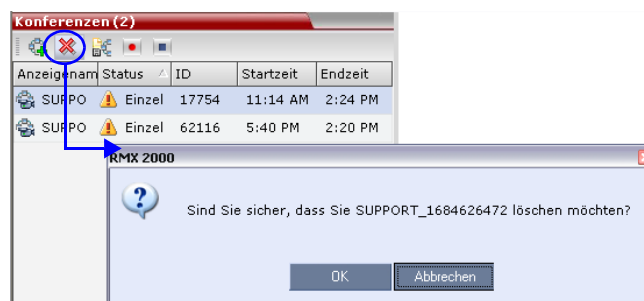 Konferenzen (2)
Anzeigenam Status ID Startzeit Endzeit
SUPPO Einzel 17754 11:14 AM 2:24 PM
SUPPO Einzel 62116 5:40 PM 2:20 PM
RMX 2000
Sind Sie sicher, dass Sie SUPPORT_1684626472 löschen möchten?
OK Abbrechen